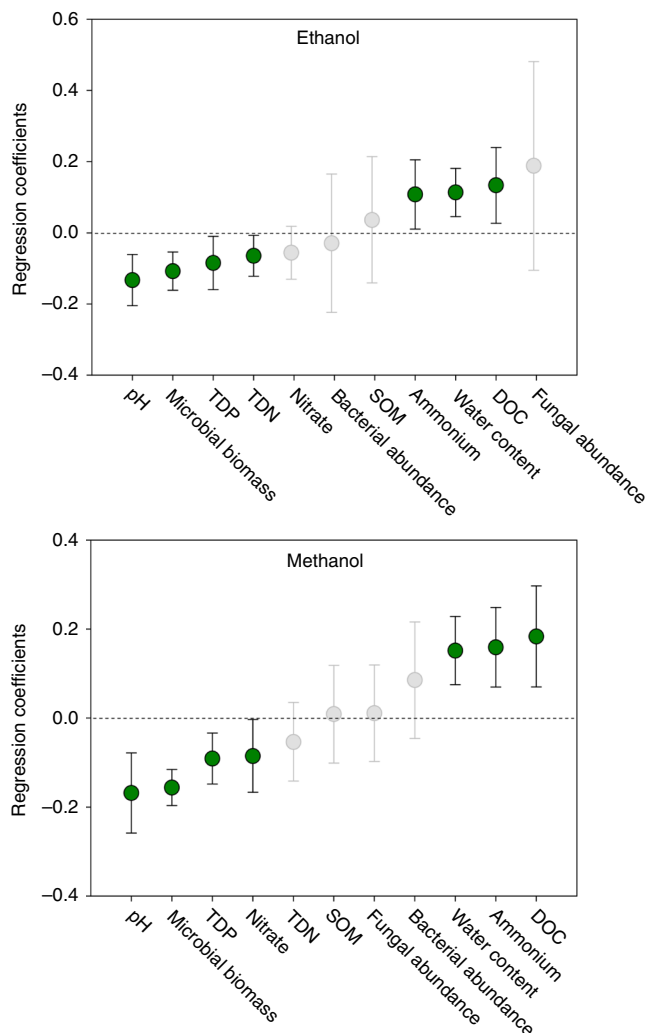 Ethanol
Regression coefficients
0.6
0.4
0.2
0.0
–0.2
–0.4
pH
Microbial biomass
TDP
TDN
Nitrate
Bacterial abundance
SOM
Ammonium
Water content
DOC
Fungal abundance
Methanol
Regression coefficients
0.4
0.2
0.0
–0.2
–0.4
pH
Microbial biomass
TDP
Nitrate
TDN
SOM
Fungal abundance
Bacterial abundance
Water content
Ammonium
DOC